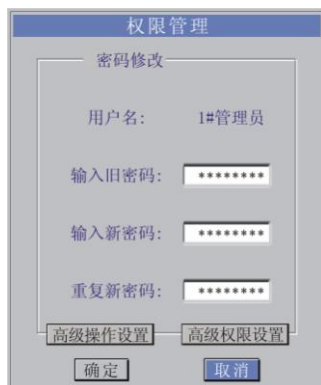 权限管理
密码修改
用户名: 1#管理员
输入旧密码: ********
输入新密码: ********
重复新密码: ********
高级操作设置 高级权限设置
确定 取消